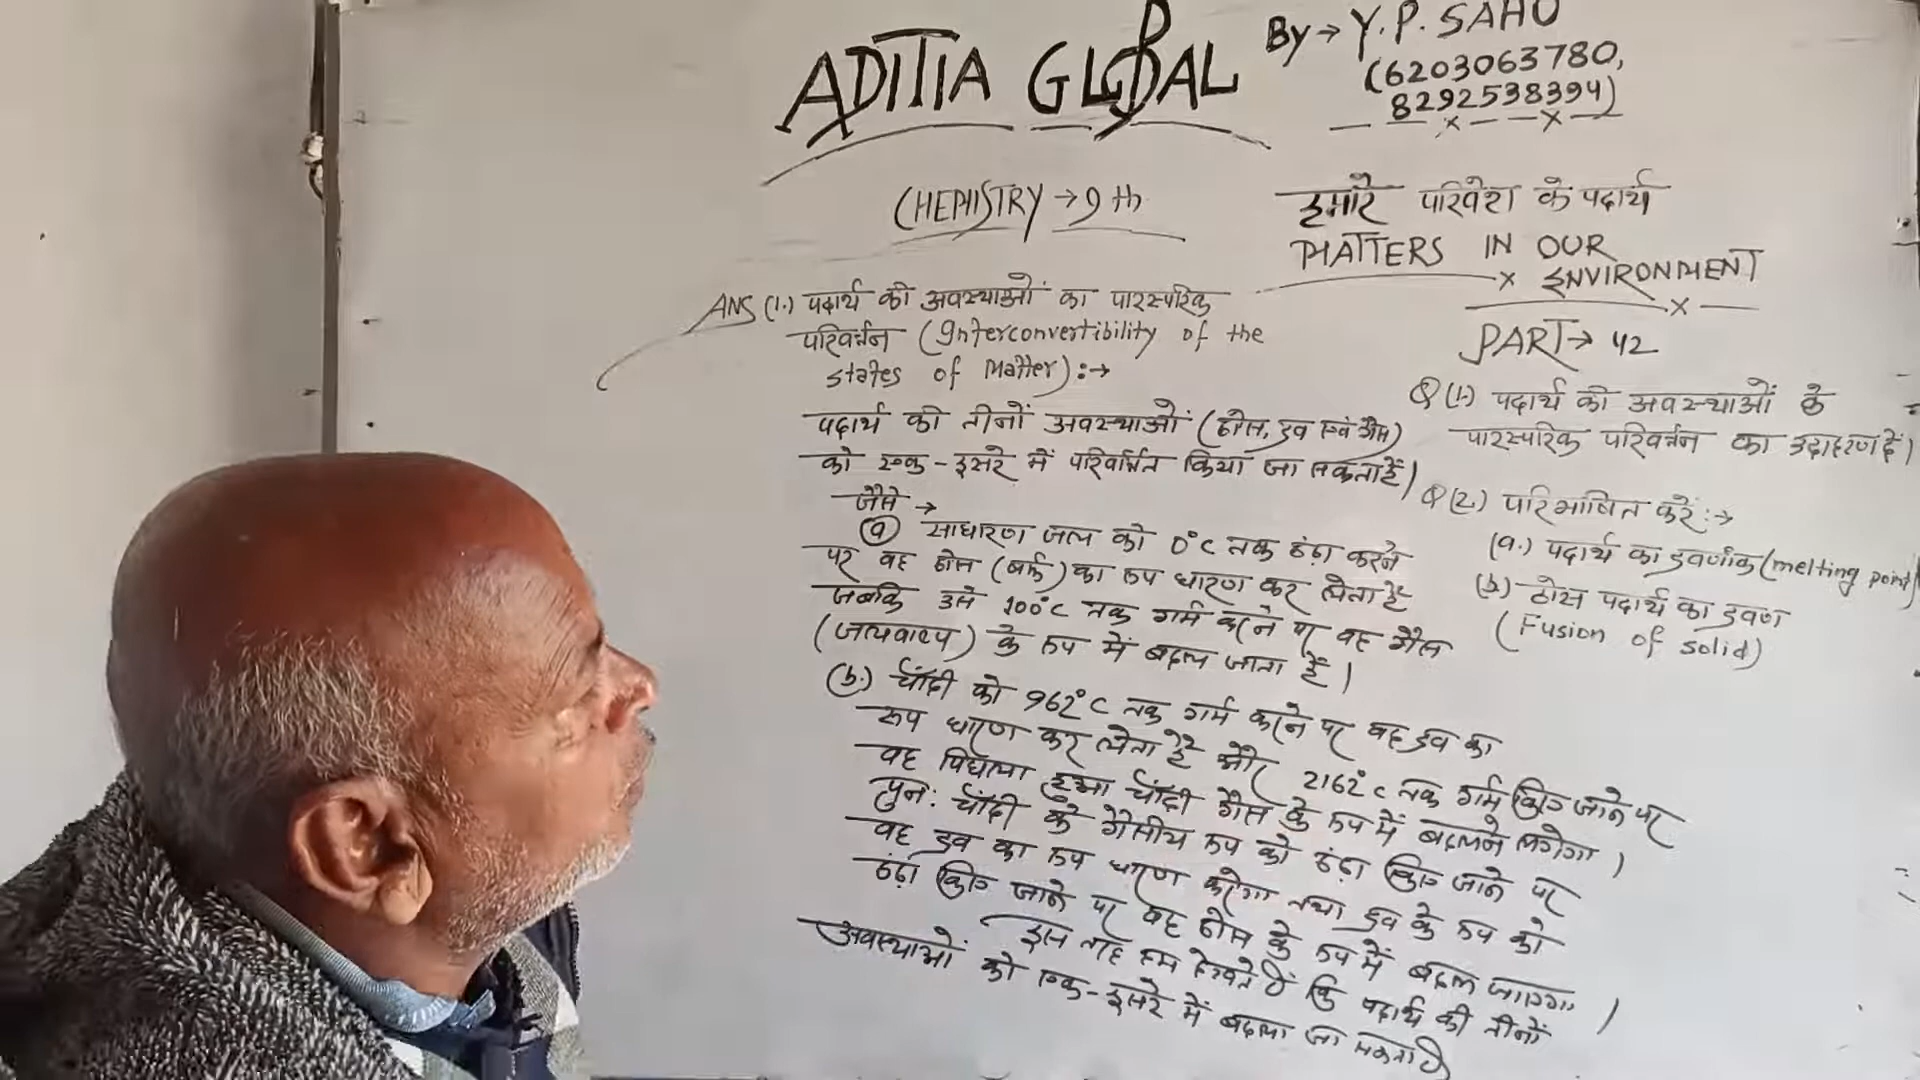 ADITIA GLOBAL
By → Y.P. SAHU
(6203063780,
8292538394)
CHEMISTRY → 9th
हमारे परिवेश के पदार्थ
MATTERS IN OUR
ENVIRONMENT
PART → 42
Q(1.) पदार्थ की अवस्थाओं के
पारस्परिक परिवर्त्तन का उदाहरण दें।
Q(2.) परिभाषित करें :→
(a.) पदार्थ का द्रवणांक (melting point)
(b.) ठोस पदार्थ का द्रवण
(Fusion of solid)
ANS (1.) पदार्थ की अवस्थाओं का पारस्परिक
परिवर्त्तन (Interconvertibility of the
states of Matter) :→
पदार्थ की तीनों अवस्थाओं (ठोस, द्रव एवं गैस)
को एक-दूसरे में परिवर्त्तित किया जा सकता है।
जैसे →
(a) साधारण जल को 0°C तक ठंढ़ा करने
पर वह ठोस (बर्फ) का रूप धारण कर लेता है
जबकि उसे 100°C तक गर्म करने पर वह गैस
(जलवाष्प) के रूप में बदल जाता है।
(b.) चाँदी को 962°C तक गर्म करने पर वह द्रव का
रूप धारण कर लेता है और 2162°C तक गर्म किए जाने पर
वह पिघला हुआ चाँदी गैस के रूप में बदलने लगेगा।
पुन: चाँदी के गैसीय रूप को ठंढ़ा किए जाने पर
वह द्रव का रूप धारण करेगा तथा द्रव के रूप को
ठंढ़ा किए जाने पर वह ठोस के रूप में बदल जाएगा।
इस तरह हम देखते हैं कि पदार्थ की तीनों
अवस्थाओं को एक-दूसरे में बदला जा सकता है